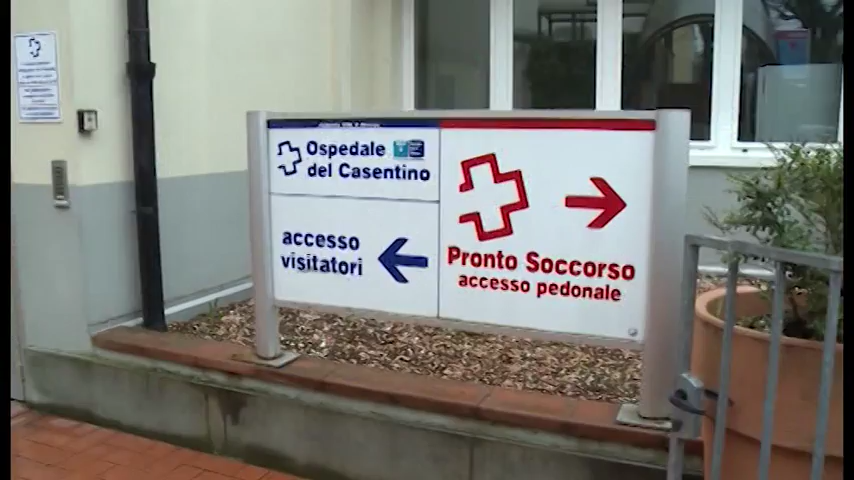 Ospedale
del Casentino
accesso
visitatori
Pronto Soccorso
accesso pedonale